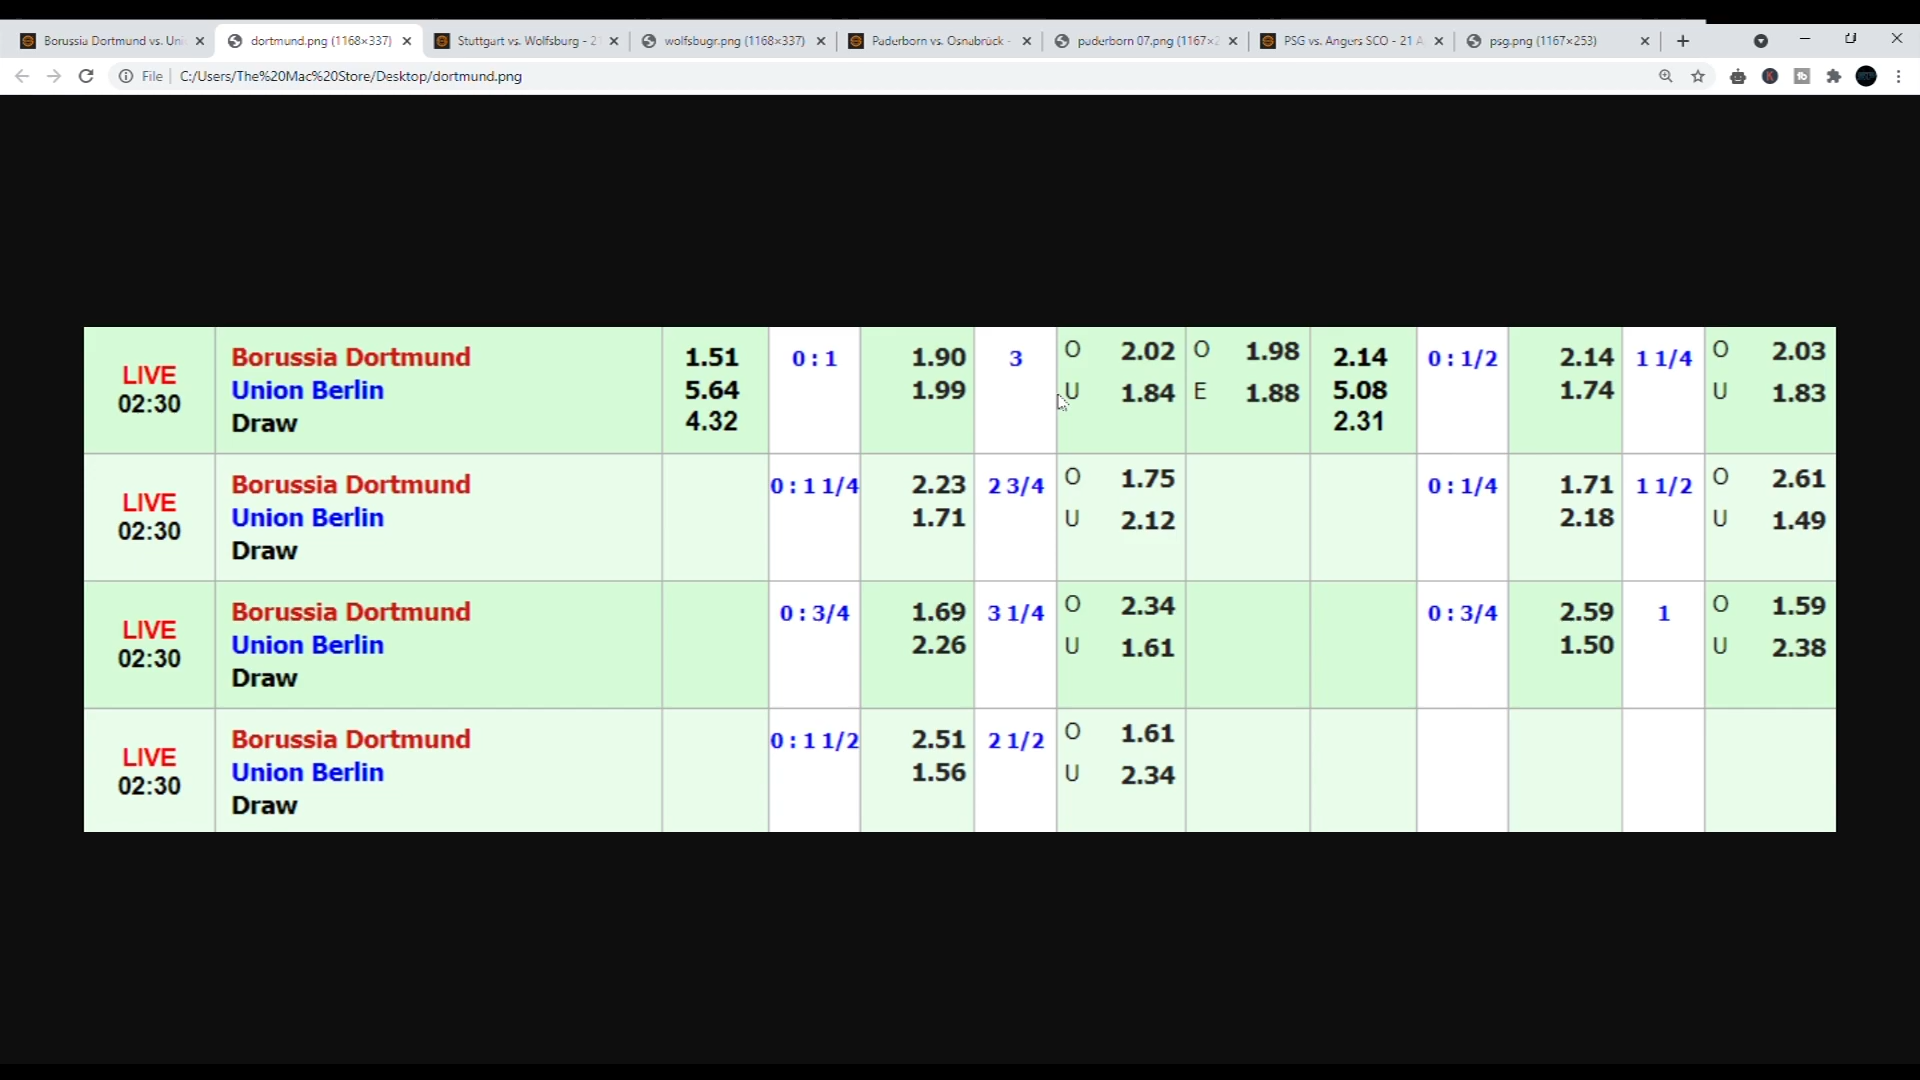 Borussia Dortmund vs. Uni
dortmund.png (1168×337)
Stuttgart vs. Wolfsburg - 2
wolfsbugr.png (1168×337)
Paderborn vs. Osnabrück -
paderborn 07.png (1167×2
PSG vs. Angers SCO - 21 A
psg.png (1167×253)
File C:/Users/The%20Mac%20Store/Desktop/dortmund.png
LIVE
02:30
Borussia Dortmund
Union Berlin
Draw
1.51
5.64
4.32
0 : 1
1.90
1.99
3
O 2.02
U 1.84
O 1.98
E 1.88
2.14
5.08
2.31
0 : 1/2
2.14
1.74
1 1/4
O 2.03
U 1.83
LIVE
02:30
Borussia Dortmund
Union Berlin
Draw
0 : 1 1/4
2.23
1.71
2 3/4
O 1.75
U 2.12
0 : 1/4
1.71
2.18
1 1/2
O 2.61
U 1.49
LIVE
02:30
Borussia Dortmund
Union Berlin
Draw
0 : 3/4
1.69
2.26
3 1/4
O 2.34
U 1.61
0 : 3/4
2.59
1.50
1
O 1.59
U 2.38
LIVE
02:30
Borussia Dortmund
Union Berlin
Draw
0 : 1 1/2
2.51
1.56
2 1/2
O 1.61
U 2.34